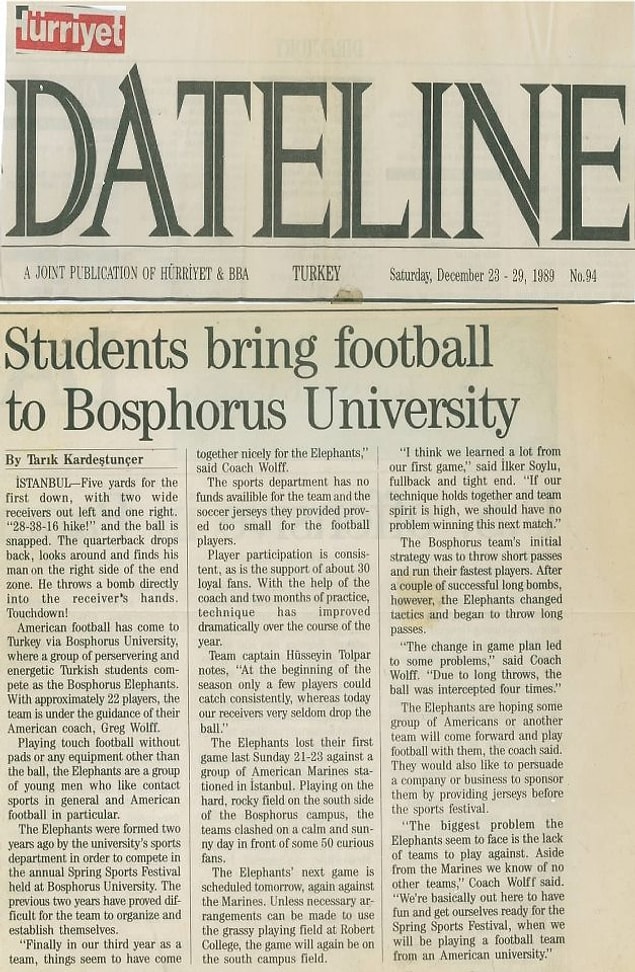 Hürriyet
DATELINE
A JOINT PUBLICATION OF HÜRRİYET & BBA TURKEY Saturday, December 23 - 29, 1989 No.94
Students bring football
to Bosphorus University
By Tarık Kardeştunçer
İSTANBUL—Five yards for the
first down, with two wide
receivers out left and one right.
“28-38-16 hike!” and the ball is
snapped. The quarterback drops
back, looks around and finds his
man on the right side of the end
zone. He throws a bomb directly
into the receiver's hands.
Touchdown!
American football has come to
Turkey via Bosphorus University,
where a group of perservering and
energetic Turkish students com-
pete as the Bosphorus Elephants.
With approximately 22 players, the
team is under the guidance of their
American coach, Greg Wolff.
Playing touch football without
pads or any equipment other than
the ball, the Elephants are a group
of young men who like contact
sports in general and American
football in particular.
The Elephants were formed two
years ago by the university's sports
department in order to compete in
the annual Spring Sports Festival
held at Bosphorus University. The
previous two years have proved dif-
ficult for the team to organize and
establish themselves.
“Finally in our third year as a
team, things seem to have come
together nicely for the Elephants,”
said Coach Wolff.
The sports department has no
funds availible for the team and the
soccer jerseys they provided prov-
ed too small for the football
players.
Player participation is consis-
tent, as is the support of about 30
loyal fans. With the help of the
coach and two months of practice,
technique has improved
dramatically over the course of the
year.
Team captain Hüsseyin Tolpar
notes, “At the beginning of the
season only a few players could
catch consistently, whereas today
our receivers very seldom drop the
ball.”
The Elephants lost their first
game last Sunday 21-23 against a
group of American Marines sta-
tioned in İstanbul. Playing on the
hard, rocky field on the south side
of the Bosphorus campus, the
teams clashed on a calm and sun-
ny day in front of some 50 curious
fans.
The Elephants' next game is
scheduled tomorrow, again against
the Marines. Unless necessary ar-
rangements can be made to use
the grassy playing field at Robert
College, the game will again be on
the south campus field.
“I think we learned a lot from
our first game,” said İlker Soylu,
fullback and tight end. “If our
technique holds together and team
spirit is high, we should have no
problem winning this next match.”
The Bosphorus team's initial
strategy was to throw short passes
and run their fastest players. After
a couple of successful long bombs,
however, the Elephants changed
tactics and began to throw long
passes.
“The change in game plan led
to some problems,” said Coach
Wolff. “Due to long throws, the
ball was intercepted four times.”
The Elephants are hoping some
group of Americans or another
team will come forward and play
football with them, the coach said.
They would also like to persuade
a company or business to sponsor
them by providing jerseys before
the sports festival.
“The biggest problem the
Elephants seem to face is the lack
of teams to play against. Aside
from the Marines we know of no
other teams,” Coach Wolff said.
“We're basically out here to have
fun and get ourselves ready for the
Spring Sports Festival, when we
will be playing a football team
from an American university.”